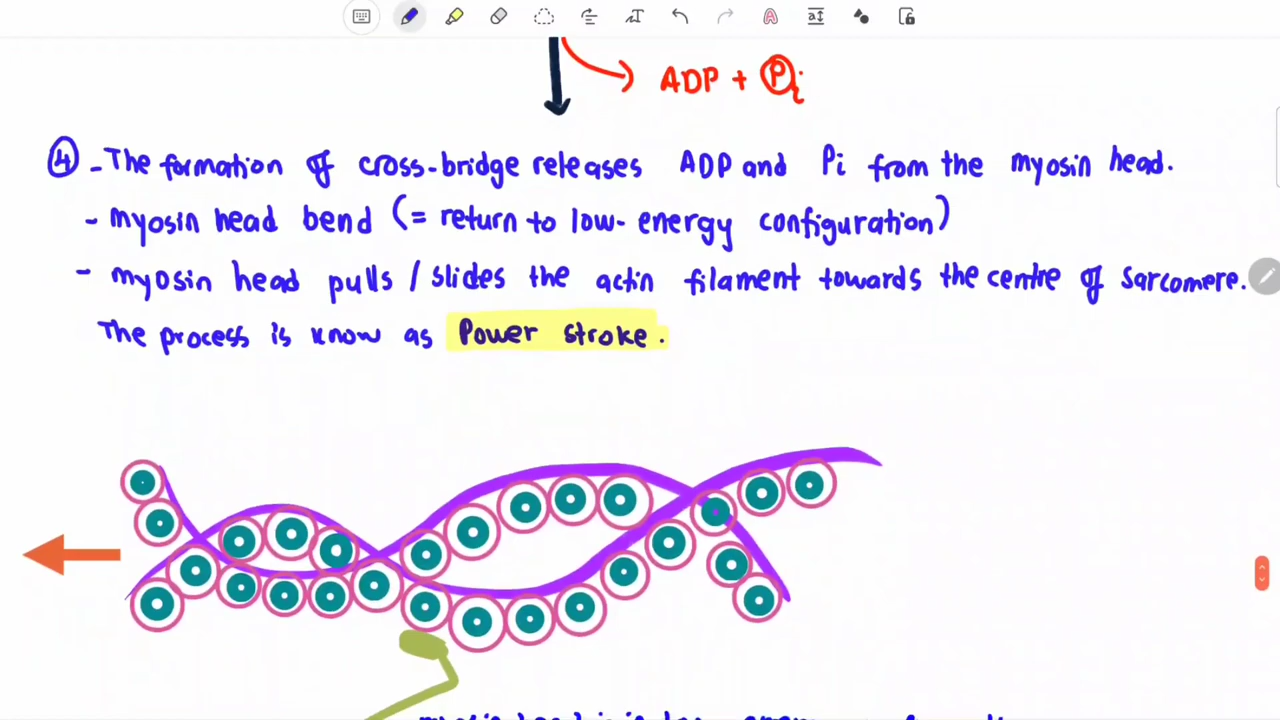 ADP + Pi
4 - The formation of cross-bridge releases ADP and Pi from the myosin head.
- myosin head bend (= return to low-energy configuration)
- myosin head pulls / slides the actin filament towards the centre of sarcomere.
The process is know as Power stroke.